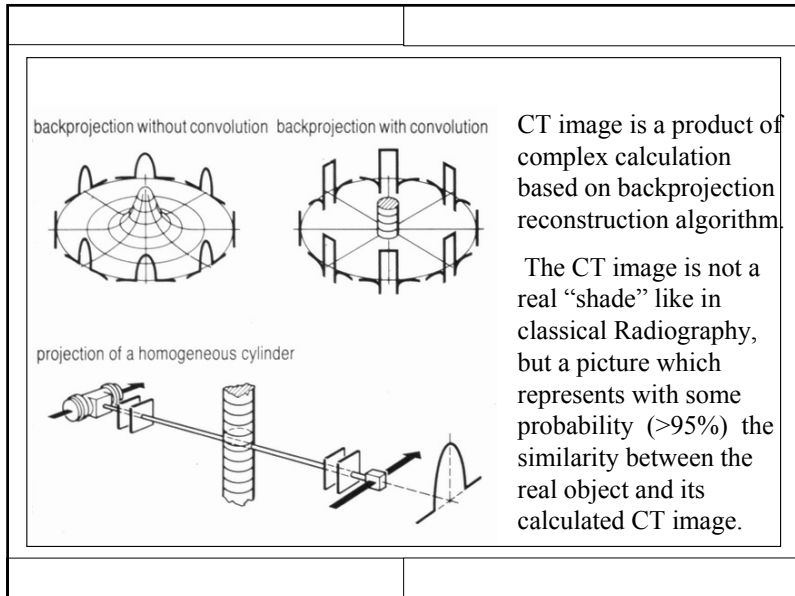 backprojection without convolution
backprojection with convolution
projection of a homogeneous cylinder
CT image is a product of
complex calculation
based on backprojection
reconstruction algorithm.
The CT image is not a
real “shade” like in
classical Radiography,
but a picture which
represents with some
probability (>95%) the
similarity between the
real object and its
calculated CT image.